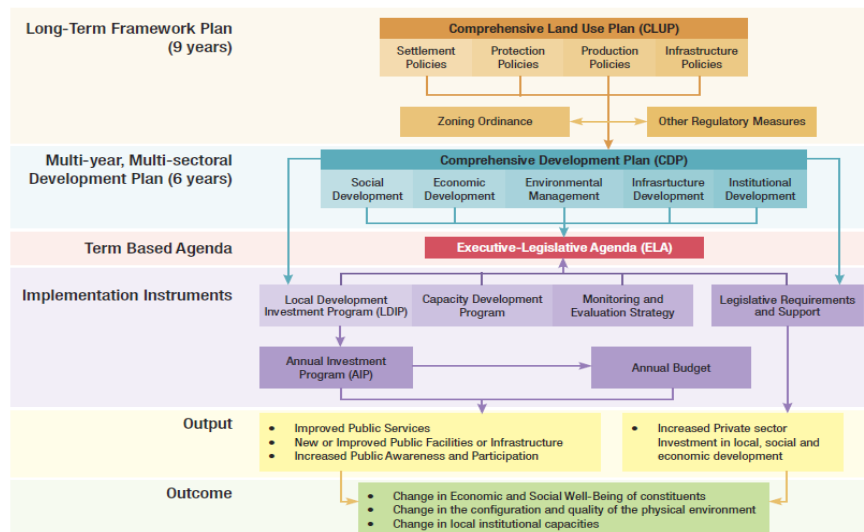 Long-Term Framework Plan
(9 years)
Comprehensive Land Use Plan (CLUP)
Settlement
Policies
Protection
Policies
Production
Policies
Infrastructure
Policies
Zoning Ordinance
Other Regulatory Measures
Multi-year, Multi-sectoral
Development Plan (6 years)
Comprehensive Development Plan (CDP)
Social
Development
Economic
Development
Environmental
Management
Infrasrtucture
Development
Institutional
Development
Term Based Agenda
Executive-Legislative Agenda (ELA)
Implementation Instruments
Local Development
Investment Program (LDIP)
Capacity Development
Program
Monitoring and
Evaluation Strategy
Legislative Requirements
and Support
Annual Investment
Program (AIP)
Annual Budget
Output
• Improved Public Services
• New or Improved Public Facilities or Infrastructure
• Increased Public Awareness and Participation
• Increased Private sector
Investment in local, social and
economic development
Outcome
• Change in Economic and Social Well-Being of constituents
• Change in the configuration and quality of the physical environment
• Change in local institutional capacities